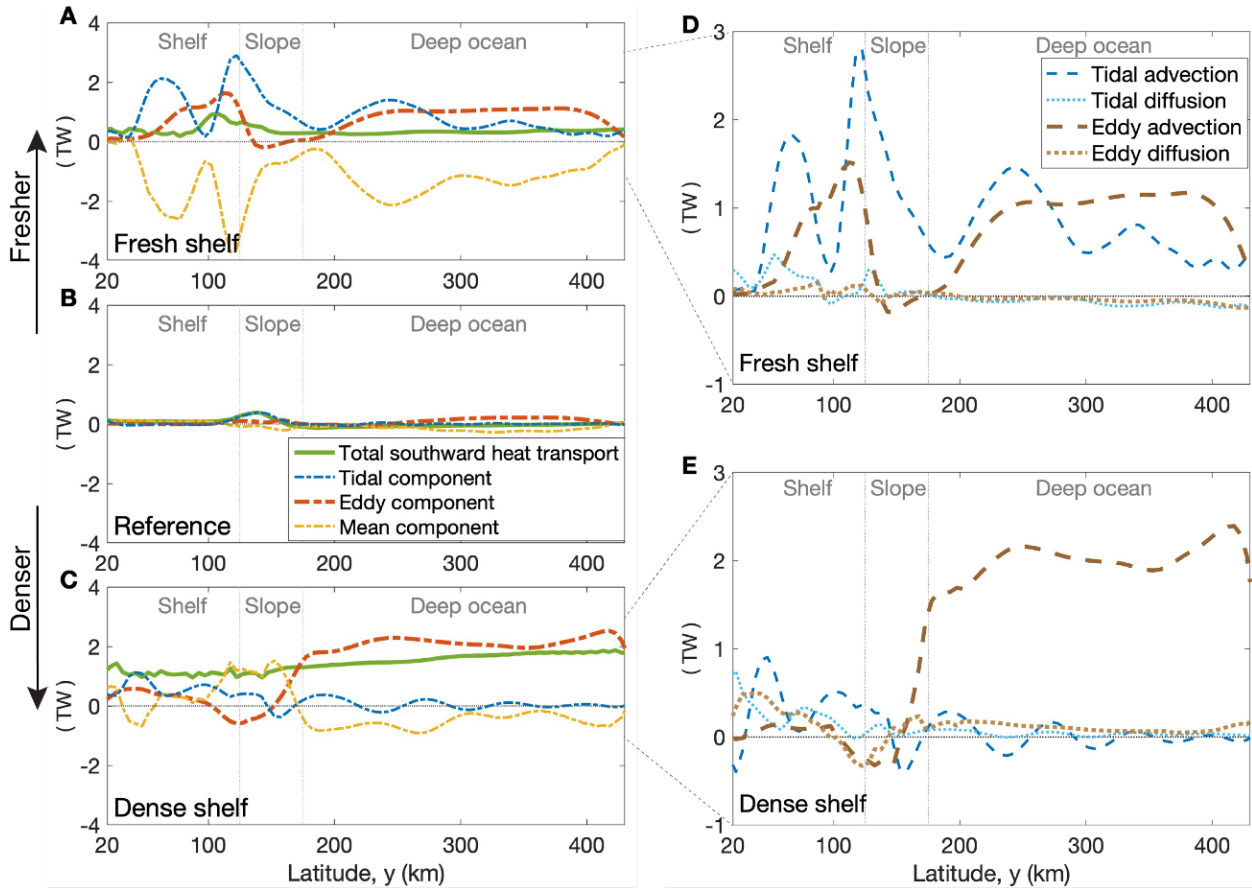 A
4
2
0
-2
-4
( TW )
Shelf
Slope
Deep ocean
Fresh shelf
20
100
200
300
400
Fresher
B
4
2
0
-2
-4
( TW )
Shelf
Slope
Deep ocean
Total southward heat transport
Tidal component
Eddy component
Mean component
Reference
20
100
200
300
400
Denser
C
4
2
0
-2
-4
( TW )
Shelf
Slope
Deep ocean
Dense shelf
20
100
200
300
400
Latitude, y (km)
D
3
2
1
0
-1
( TW )
Shelf
Slope
Deep ocean
Tidal advection
Tidal diffusion
Eddy advection
Eddy diffusion
Fresh shelf
20
100
200
300
400
E
3
2
1
0
-1
( TW )
Shelf
Slope
Deep ocean
Dense shelf
20
100
200
300
400
Latitude, y (km)